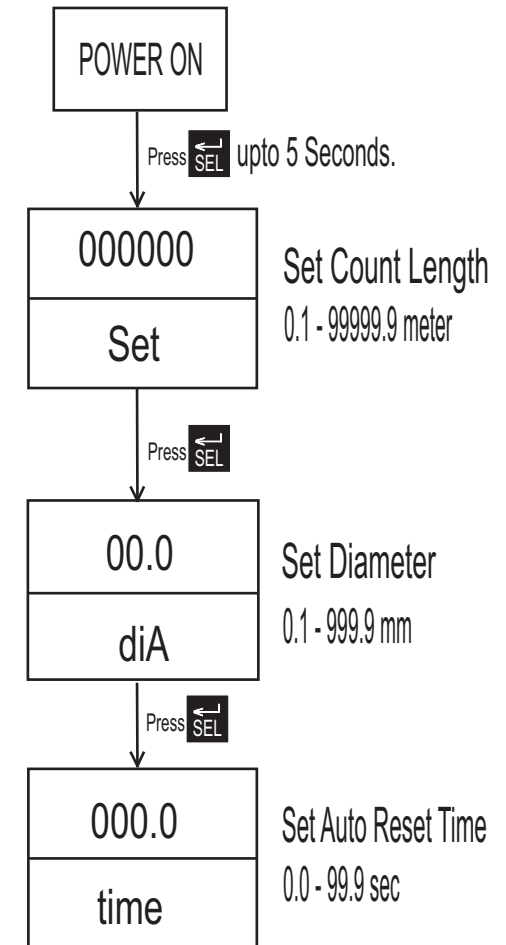 POWER ON
Press SEL upto 5 Seconds.
000000
Set Count Length
0.1 - 99999.9 meter
Set
Press SEL
00.0
Set Diameter
0.1 - 999.9 mm
diA
Press SEL
000.0
Set Auto Reset Time
0.0 - 99.9 sec
time